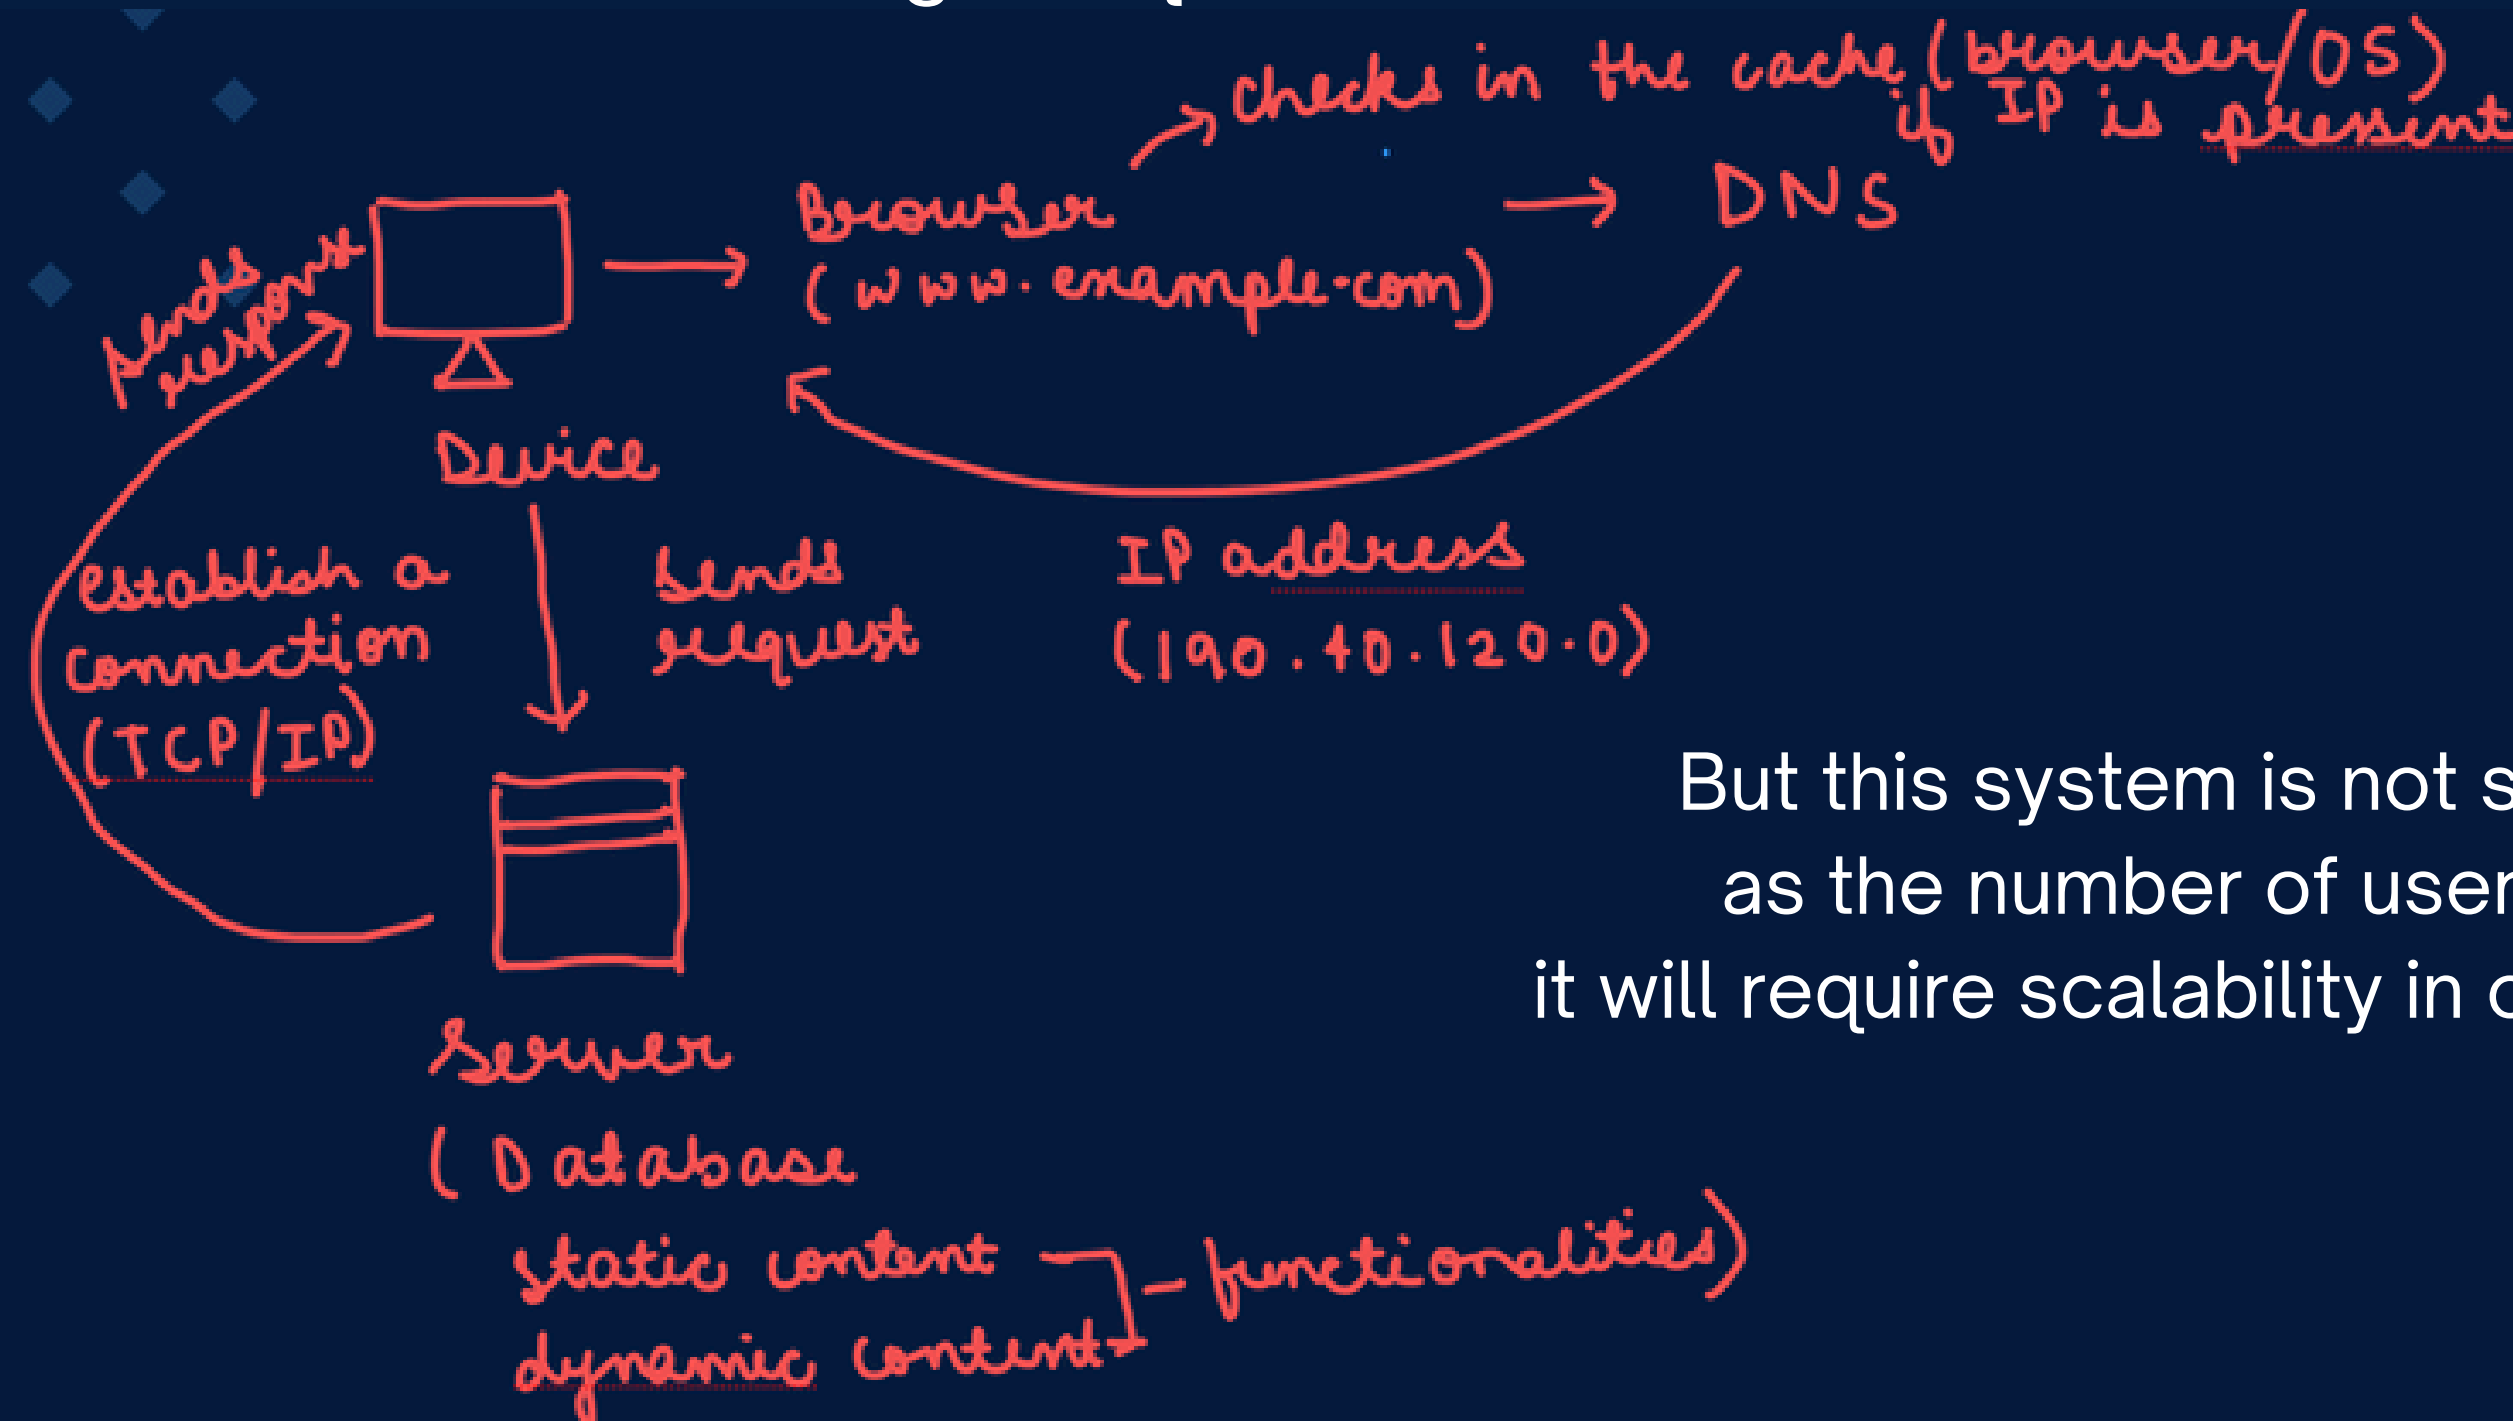 checks in the cache (browser/OS)
if IP is pressent
Browser
(www.example.com)
DNS
sends
response
Device
establish a
connection
(TCP/IP)
sends
request
IP address
(190.40.120.0)
But this system is not s
as the number of user
it will require scalability in
Server
(Database
static content
dynamic content
functionalities)